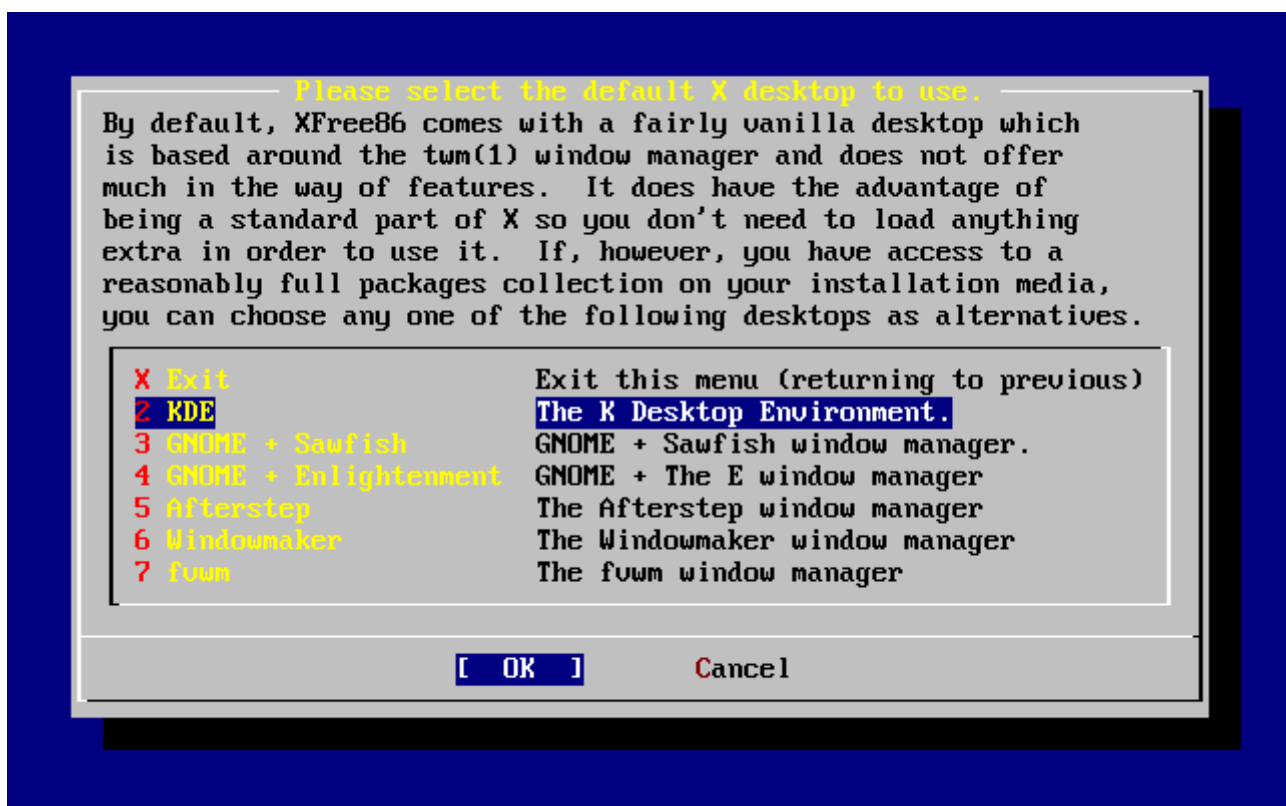 Please select the default X desktop to use.
By default, XFree86 comes with a fairly vanilla desktop which
is based around the twm(1) window manager and does not offer
much in the way of features.  It does have the advantage of
being a standard part of X so you don't need to load anything
extra in order to use it.  If, however, you have access to a
reasonably full packages collection on your installation media,
you can choose any one of the following desktops as alternatives.
X Exit Exit this menu (returning to previous)
2 KDE The K Desktop Environment.
3 GNOME + Sawfish GNOME + Sawfish window manager.
4 GNOME + Enlightenment GNOME + The E window manager
5 Afterstep The Afterstep window manager
6 Windowmaker The Windowmaker window manager
7 fvwm The fvwm window manager
[ OK ] Cancel